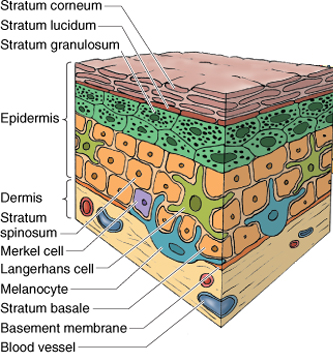 Stratum corneum
Stratum lucidum
Stratum granulosum
Epidermis
Dermis
Stratum
spinosum
Merkel cell
Langerhans cell
Melanocyte
Stratum basale
Basement membrane
Blood vessel